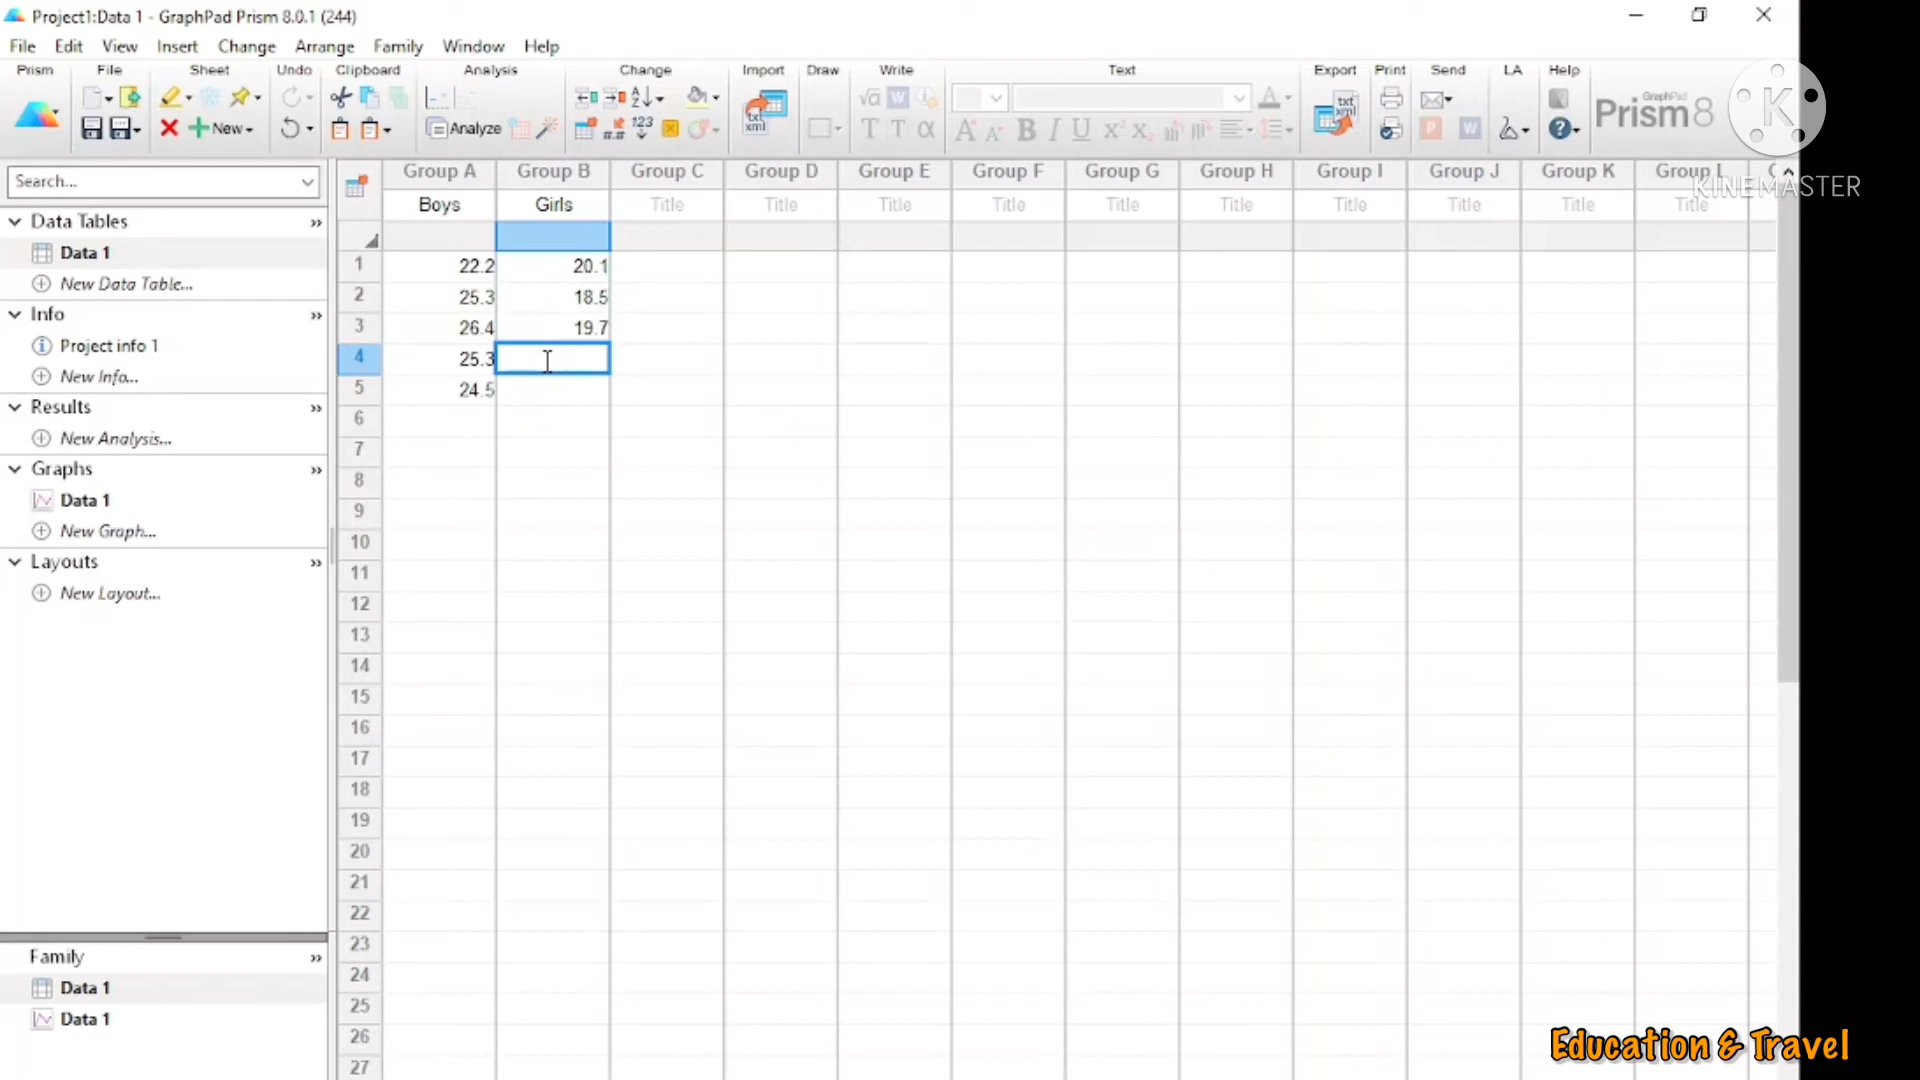 Project1:Data 1 - GraphPad Prism 8.0.1 (244)
File Edit View Insert Change Arrange Family Window Help
Prism File Sheet Undo Clipboard Analysis Change Import Draw Write Text Export Print Send LA Help
New
Analyze
txt xml
txt xml
GraphPad
Prism 8
K
KINEMASTER
Search...
Data Tables
Data 1
New Data Table...
Info
Project info 1
New Info...
Results
New Analysis...
Graphs
Data 1
New Graph...
Layouts
New Layout...
Family
Data 1
Data 1
Group A Group B Group C Group D Group E Group F Group G Group H Group I Group J Group K Group L
Boys Girls Title Title Title Title Title Title Title Title Title Title
1 22.2 20.1
2 25.3 18.5
3 26.4 19.7
4 25.3
5 24.5
6
7
8
9
10
11
12
13
14
15
16
17
18
19
20
21
22
23
24
25
26
27
Education & Travel